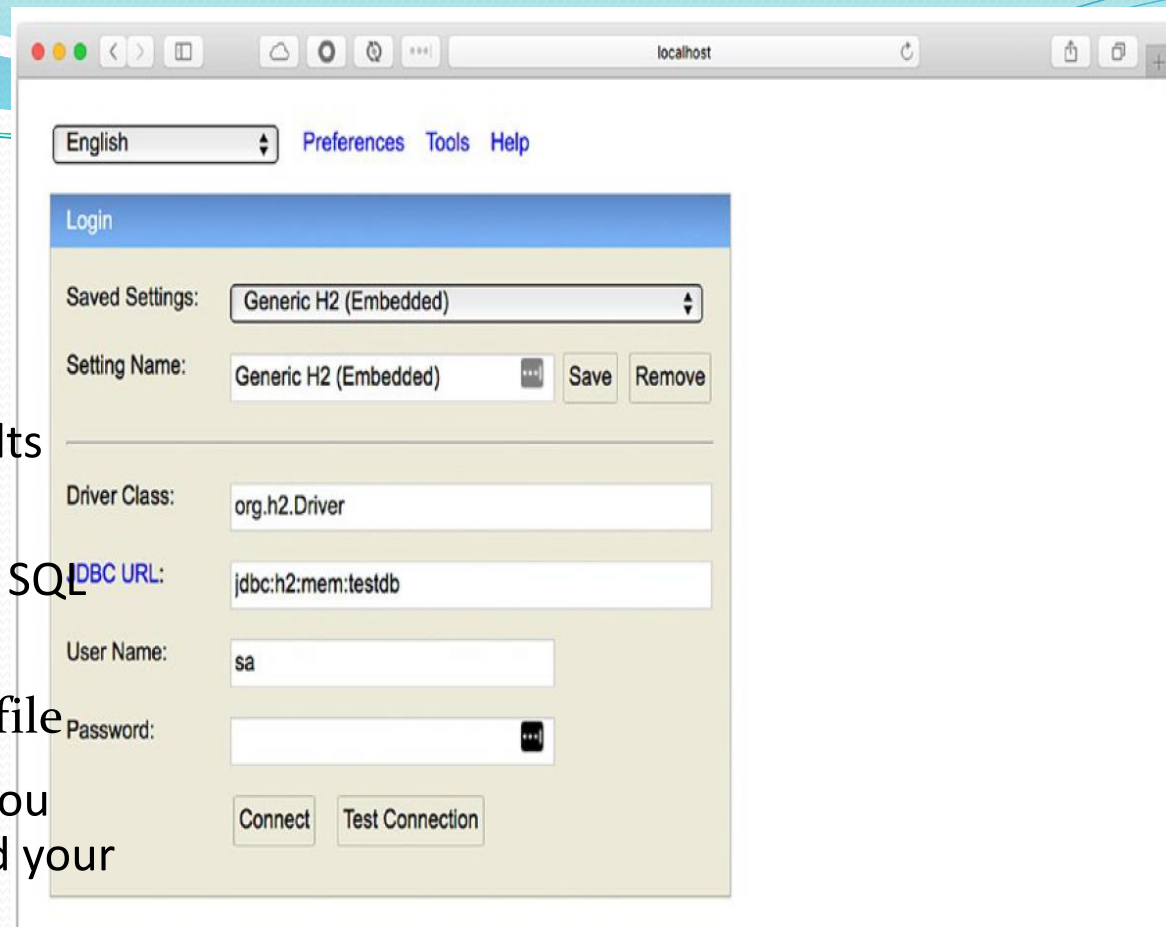 localhost
English Preferences Tools Help
Login
Saved Settings: Generic H2 (Embedded)
Setting Name: Generic H2 (Embedded) Save Remove
lts
Driver Class: org.h2.Driver
SQL
JDBC URL: jdbc:h2:mem:testdb
User Name: sa
file
Password:
ou
Connect Test Connection
d your